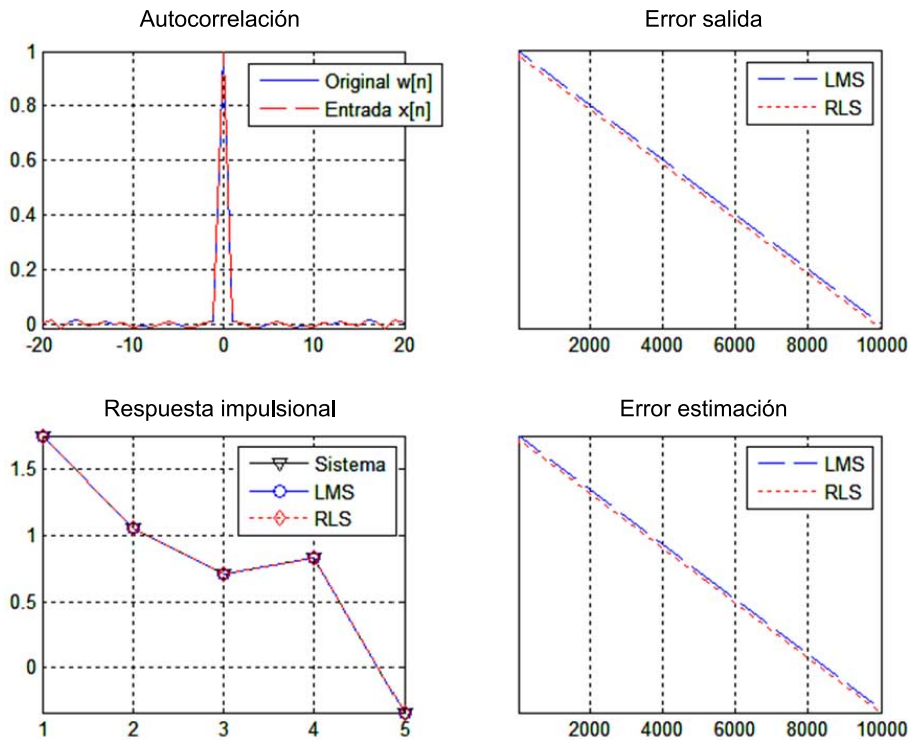 Autocorrelación
1
0.8
0.6
0.4
0.2
0
-20
-10
0
10
20
Original w[n]
Entrada x[n]
Error salida
LMS
RLS
2000
4000
6000
8000
10000
Respuesta impulsional
1.5
1
0.5
0
1
2
3
4
5
Sistema
LMS
RLS
Error estimación
LMS
RLS
2000
4000
6000
8000
10000